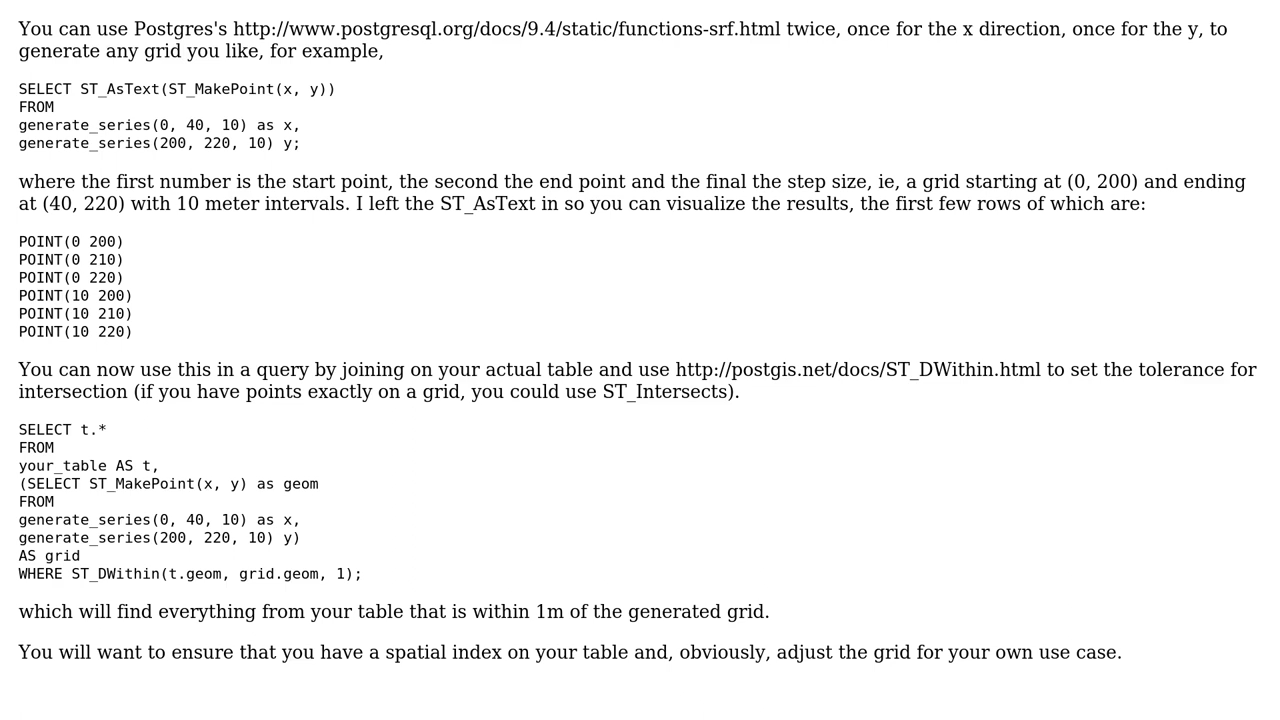 You can use Postgres's http://www.postgresql.org/docs/9.4/static/functions-srf.html twice, once for the x direction, once for the y, to
generate any grid you like, for example,
SELECT ST_AsText(ST_MakePoint(x, y))
FROM
generate_series(0, 40, 10) as x,
generate_series(200, 220, 10) y;
where the first number is the start point, the second the end point and the final the step size, ie, a grid starting at (0, 200) and ending
at (40, 220) with 10 meter intervals. I left the ST_AsText in so you can visualize the results, the first few rows of which are:
POINT(0 200)
POINT(0 210)
POINT(0 220)
POINT(10 200)
POINT(10 210)
POINT(10 220)
You can now use this in a query by joining on your actual table and use http://postgis.net/docs/ST_DWithin.html to set the tolerance for
intersection (if you have points exactly on a grid, you could use ST_Intersects).
SELECT t.*
FROM
your_table AS t,
(SELECT ST_MakePoint(x, y) as geom
FROM
generate_series(0, 40, 10) as x,
generate_series(200, 220, 10) y)
AS grid
WHERE ST_DWithin(t.geom, grid.geom, 1);
which will find everything from your table that is within 1m of the generated grid.
You will want to ensure that you have a spatial index on your table and, obviously, adjust the grid for your own use case.